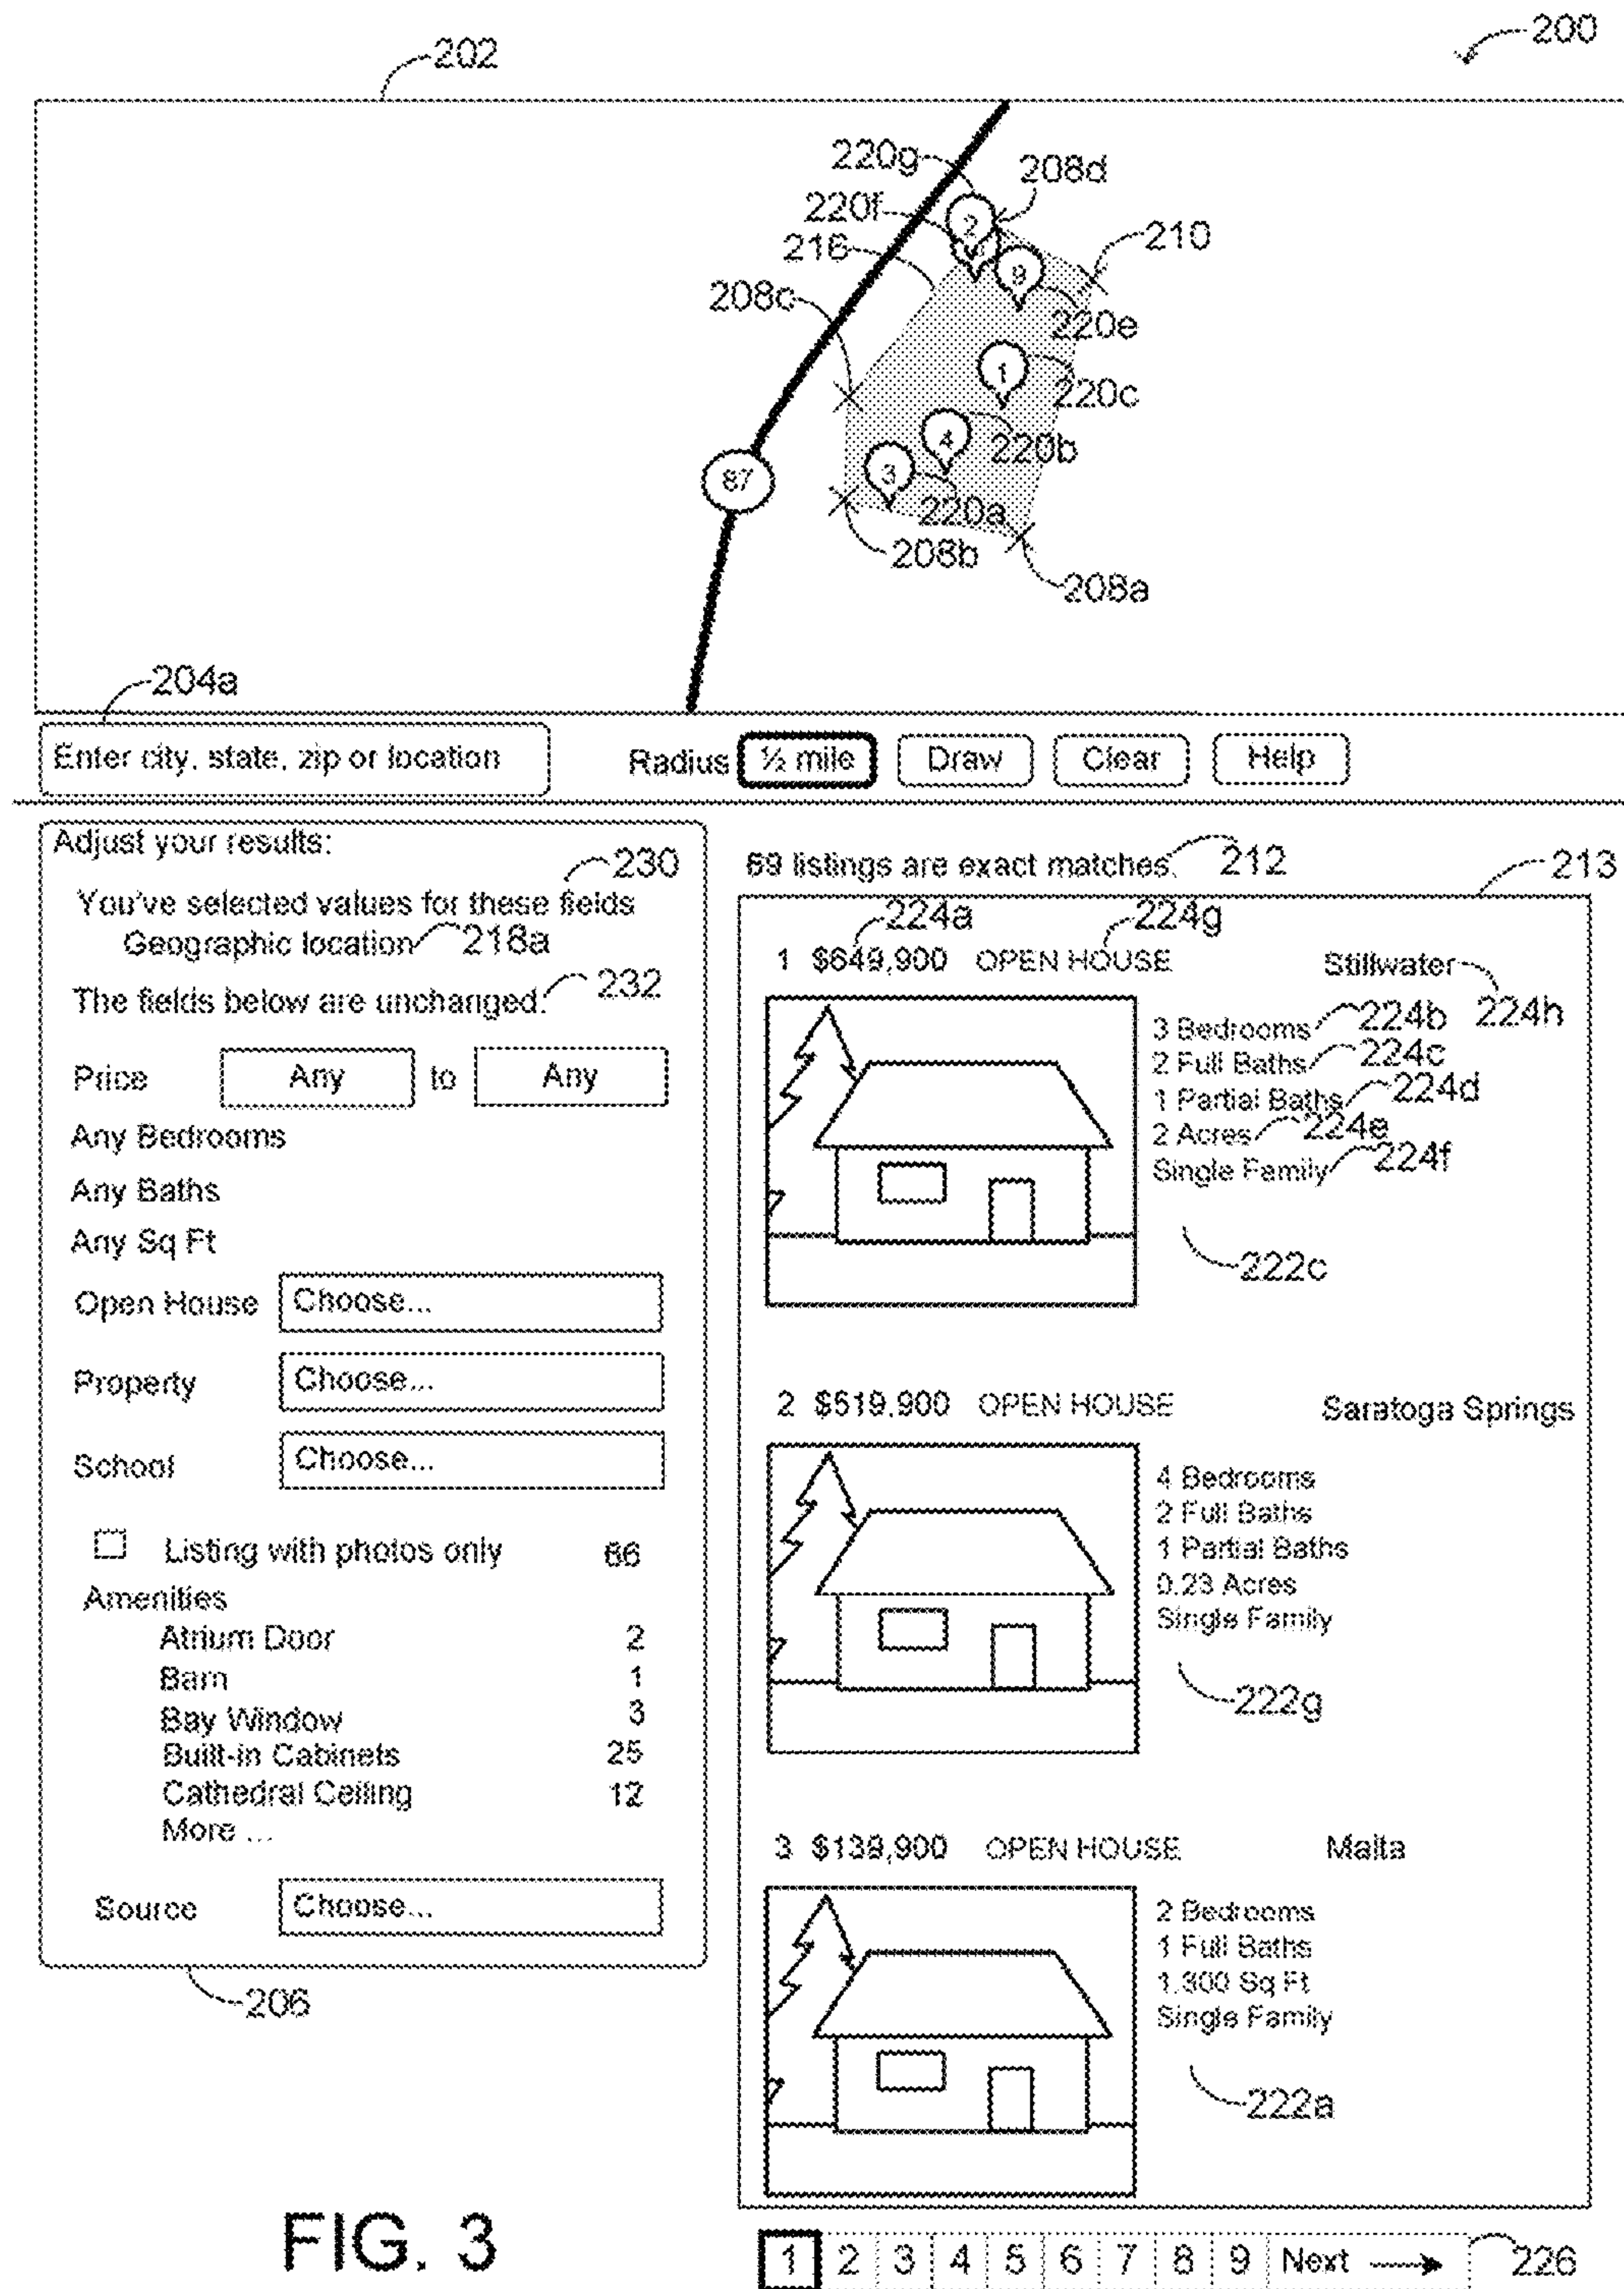 200
202
220g
208d
220f
2
210
216
9
208c
220e
1
220c
4
220b
87
3
220a
208b
208a
204a
Enter city, state, zip or location Radius ½ mile Draw Clear Help
Adjust your results:
230
You've selected values for these fields
Geographic location 218a
The fields below are unchanged: 232
Price Any to Any
Any Bedrooms
Any Baths
Any Sq Ft
Open House Choose...
Property Choose...
School Choose...
Listing with photos only 66
Amenities
Atrium Door 2
Barn 1
Bay Window 3
Built-in Cabinets 25
Cathedral Ceiling 12
More ...
Source Choose...
206
69 listings are exact matches. 212 213
224a 224g
1 $649,900 OPEN HOUSE Stillwater
224h
3 Bedrooms 224b
2 Full Baths 224c
1 Partial Baths 224d
2 Acres 224e
Single Family 224f
222c
2 $519,900 OPEN HOUSE Saratoga Springs
4 Bedrooms
2 Full Baths
1 Partial Baths
0.23 Acres
Single Family
222g
3 $139,900 OPEN HOUSE Malta
2 Bedrooms
1 Full Baths
1,300 Sq Ft
Single Family
222a
FIG. 3
1 2 3 4 5 6 7 8 9 Next 226